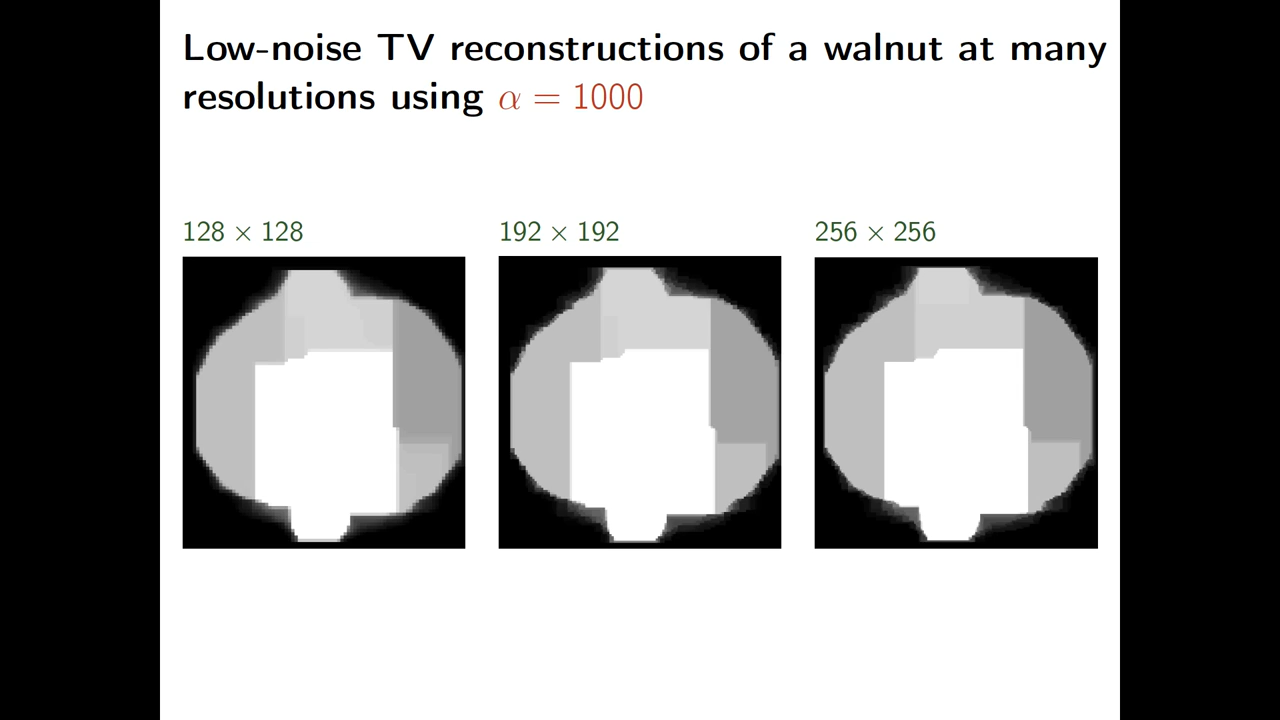 Low-noise TV reconstructions of a walnut at many
resolutions using α = 1000
128 × 128
192 × 192
256 × 256